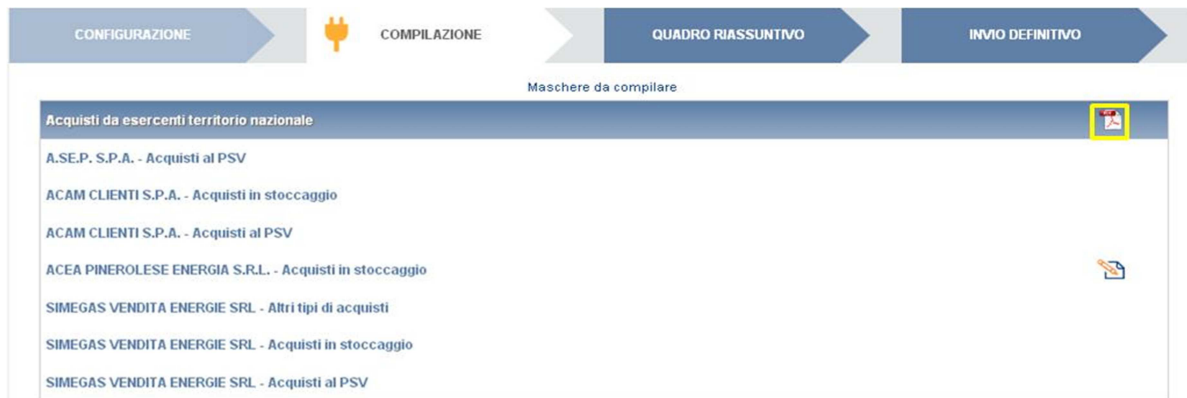 CONFIGURAZIONE COMPILAZIONE QUADRO RIASSUNTIVO INVIO DEFINITIVO
Maschere da compilare
Acquisti da esercenti territorio nazionale
A.SE.P. S.P.A. - Acquisti al PSV
ACAM CLIENTI S.P.A. - Acquisti in stoccaggio
ACAM CLIENTI S.P.A. - Acquisti al PSV
ACEA PINEROLESE ENERGIA S.R.L. - Acquisti in stoccaggio
SIMEGAS VENDITA ENERGIE SRL - Altri tipi di acquisti
SIMEGAS VENDITA ENERGIE SRL - Acquisti in stoccaggio
SIMEGAS VENDITA ENERGIE SRL - Acquisti al PSV